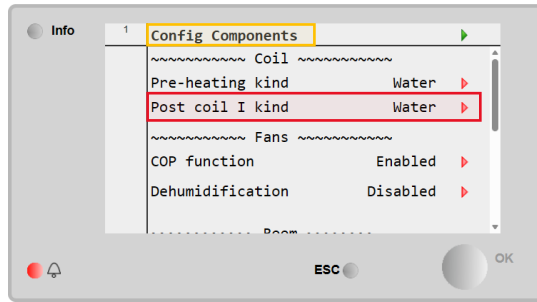 Info
1
Config Components
~~~~~~~~~~~ Coil ~~~~~~~~~~~
Pre-heating kind Water
Post coil I kind Water
~~~~~~~~~~~ Fans ~~~~~~~~~~~
COP function Enabled
Dehumidification Disabled
ESC
OK